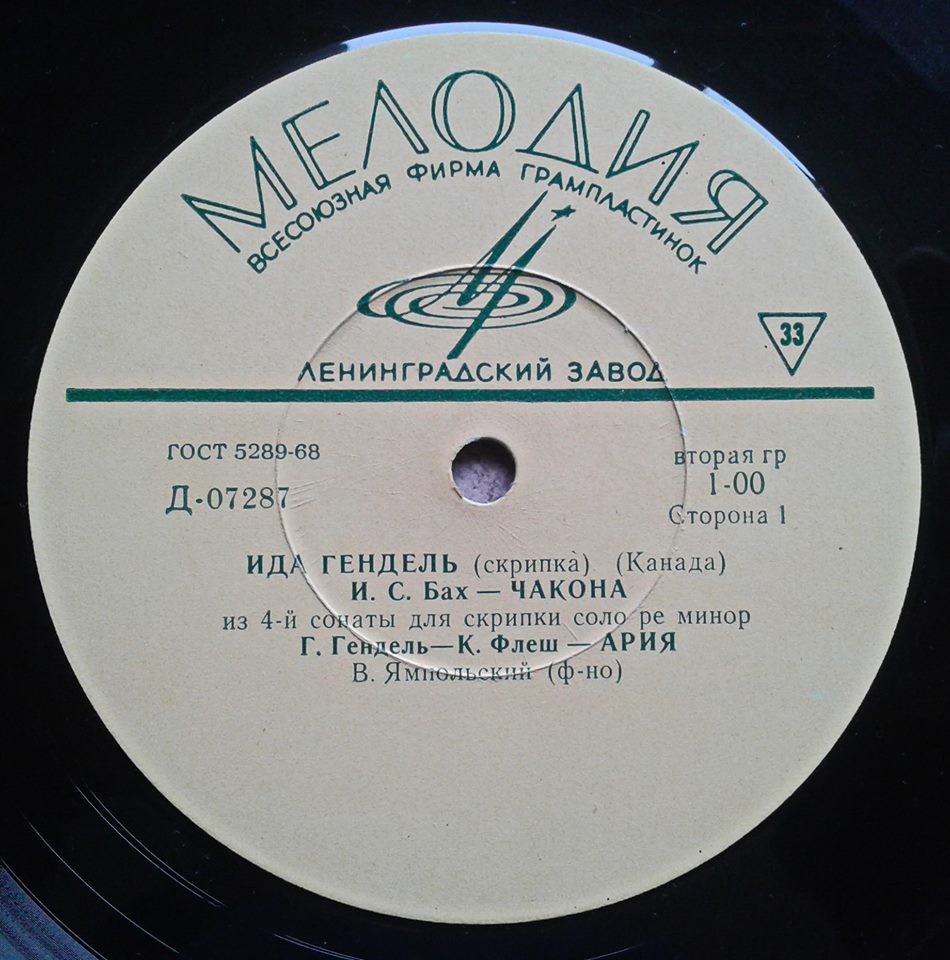 МЕЛОДИЯ
ВСЕСОЮЗНАЯ ФИРМА ГРАМПЛАСТИНОК
33
ЛЕНИНГРАДСКИЙ ЗАВОД
ГОСТ 5289-68
Д-07287
вторая гр
1-00
Сторона 1
ИДА ГЕНДЕЛЬ (скрипка) (Канада)
И. С. Бах — ЧАКОНА
из 4-й сонаты для скрипки соло ре минор
Г. Гендель—К. Флеш — АРИЯ
В. Ямпольский (ф-но)